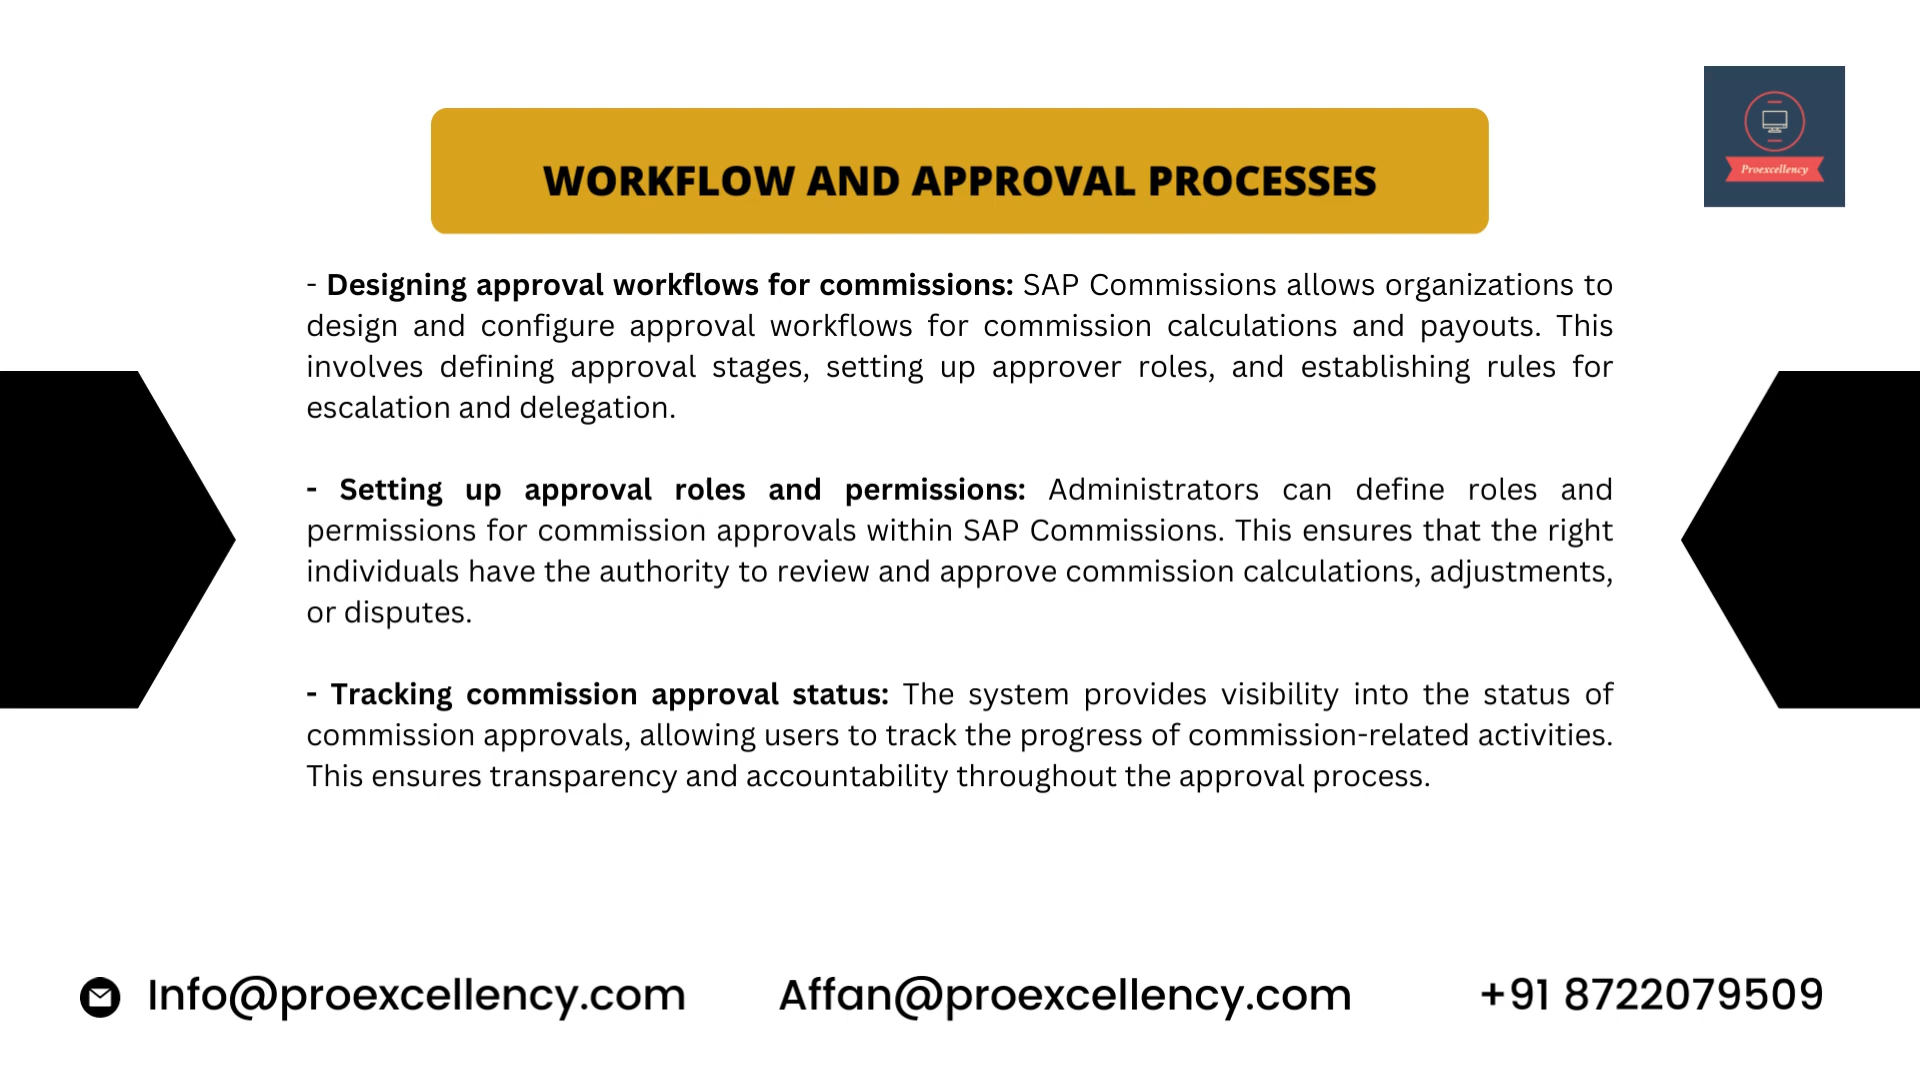 Proexcellency
WORKFLOW AND APPROVAL PROCESSES
- Designing approval workflows for commissions: SAP Commissions allows organizations to
design and configure approval workflows for commission calculations and payouts. This
involves defining approval stages, setting up approver roles, and establishing rules for
escalation and delegation.
- Setting up approval roles and permissions: Administrators can define roles and
permissions for commission approvals within SAP Commissions. This ensures that the right
individuals have the authority to review and approve commission calculations, adjustments,
or disputes.
- Tracking commission approval status: The system provides visibility into the status of
commission approvals, allowing users to track the progress of commission-related activities.
This ensures transparency and accountability throughout the approval process.
Info@proexcellency.com Affan@proexcellency.com +91 8722079509